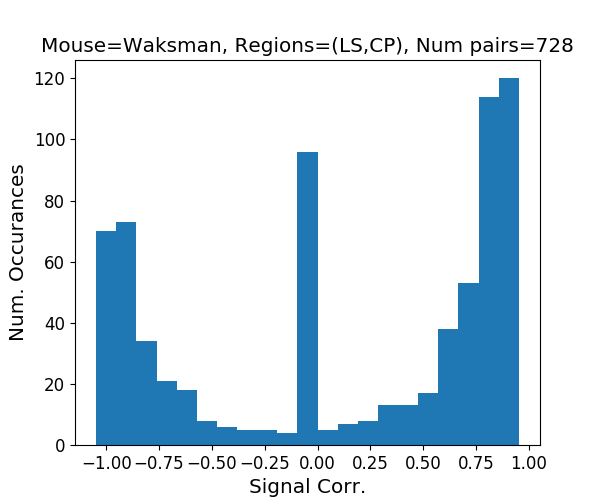 Mouse=Waksman, Regions=(LS,CP), Num pairs=728
120
100
80
60
40
20
0
Num. Occurances
−1.00 −0.75 −0.50 −0.25 0.00 0.25 0.50 0.75 1.00
Signal Corr.